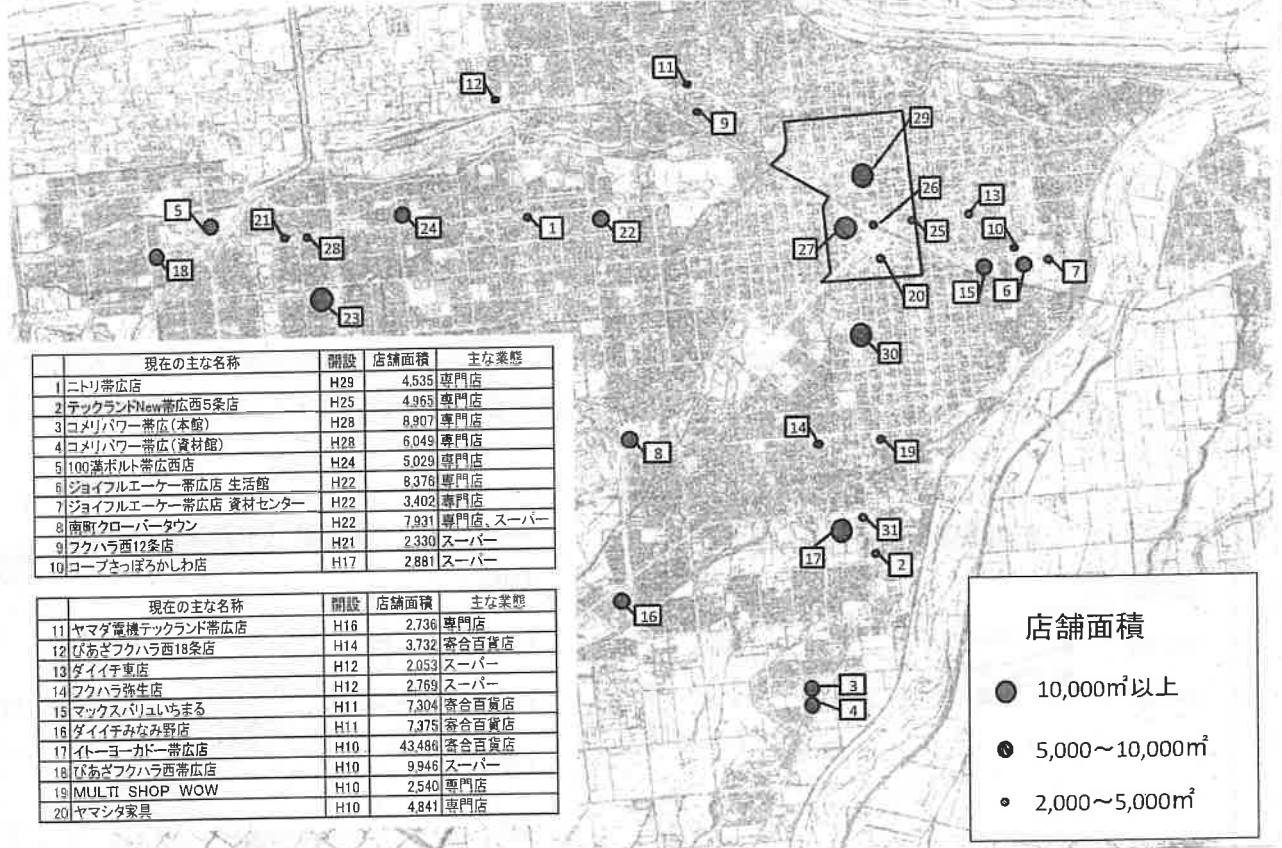 12
11
9
29
5
21
24
1
22
26
13
18
28
27
25
10
7
20
15
6
23
30
8
14
19
17
31
2
16
3
4
現在の主な名称 開設 店舗面積 主な業態
1 ニトリ帯広店 H29 4,535 専門店
2 テックランドNew帯広西5条店 H25 4,965 専門店
3 コメリパワー帯広(本館) H28 8,907 専門店
4 コメリパワー帯広(資材館) H28 6,049 専門店
5 100満ボルト帯広西店 H24 5,029 専門店
6 ジョイフルエーケー帯広店 生活館 H22 8,376 専門店
7 ジョイフルエーケー帯広店 資材センター H22 3,402 専門店
8 南町クローバータウン H22 7,931 専門店、スーパー
9 フクハラ西12条店 H21 2,330 スーパー
10 コープさっぽろかしわ店 H17 2,881 スーパー
現在の主な名称 開設 店舗面積 主な業態
11 ヤマダ電機テックランド帯広店 H16 2,736 専門店
12 ぴあざフクハラ西18条店 H14 3,732 寄合百貨店
13 ダイイチ東店 H12 2,053 スーパー
14 フクハラ弥生店 H12 2,769 スーパー
15 マックスバリュいちまる H11 7,304 寄合百貨店
16 ダイイチみなみ野店 H11 7,375 寄合百貨店
17 イトーヨーカドー帯広店 H10 43,486 寄合百貨店
18 ぴあざフクハラ西帯広店 H10 9,946 スーパー
19 MULTI SHOP WOW H10 2,540 専門店
20 ヤマシタ家具 H10 4,841 専門店
店舗面積
10,000㎡以上
5,000～10,000㎡
2,000～5,000㎡